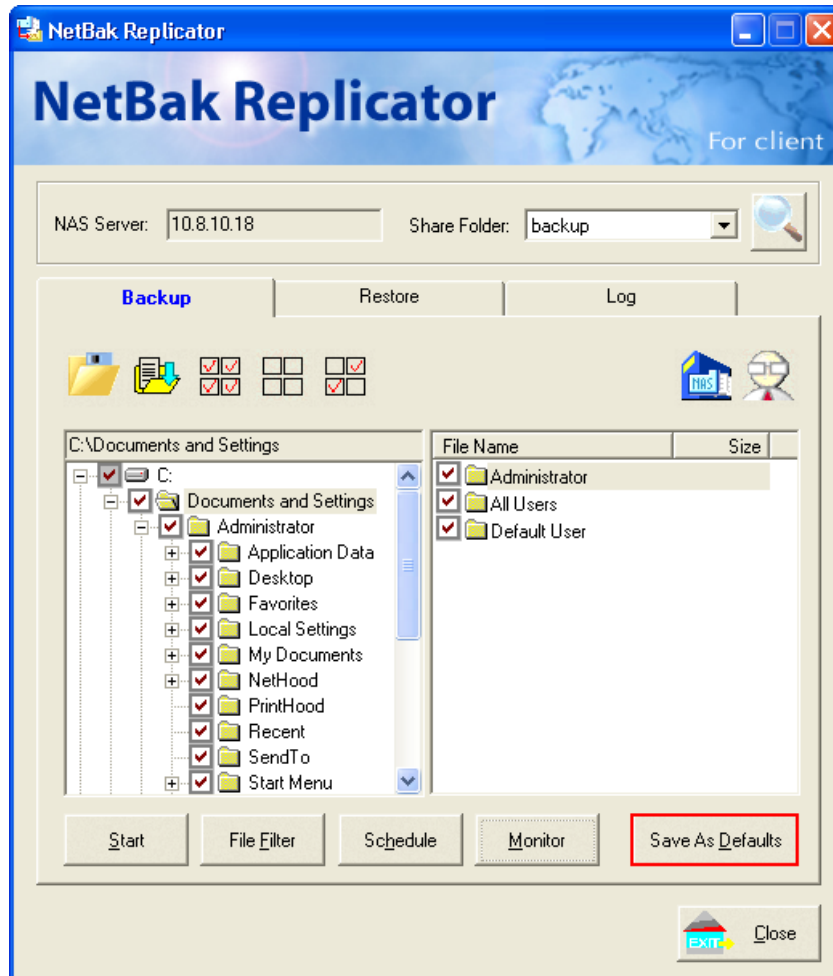 NetBak Replicator
NetBak Replicator
For client
NAS Server: 10.8.10.18 Share Folder: backup
Backup Restore Log
NAS
C:\Documents and Settings
File Name Size
C:
Documents and Settings
Administrator
Application Data
Desktop
Favorites
Local Settings
My Documents
NetHood
PrintHood
Recent
SendTo
Start Menu
Administrator
All Users
Default User
Start File Filter Schedule Monitor Save As Defaults
EXIT Close